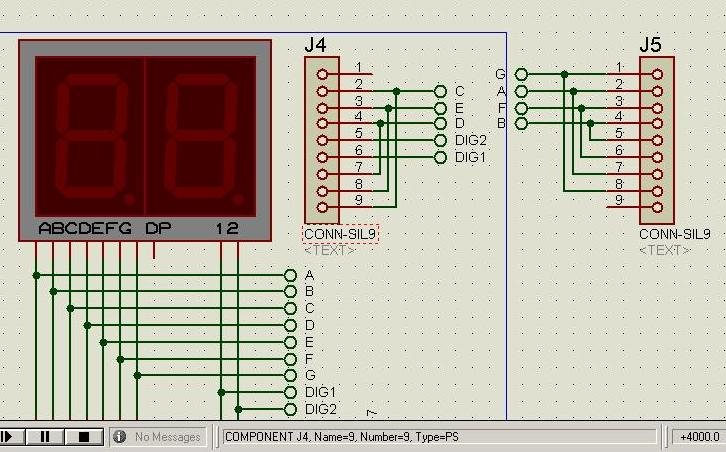 ABCDEFG DP 12
A
B
C
D
E
F
G
DIG1
DIG2
J4
1
2
3
4
5
6
7
8
9
CONN-SIL9
<TEXT>
C
E
D
DIG2
DIG1
G
A
F
B
J5
1
2
3
4
5
6
7
8
9
CONN-SIL9
<TEXT>
7
No Messages
COMPONENT J4, Name=9, Number=9, Type=PS
+4000.0